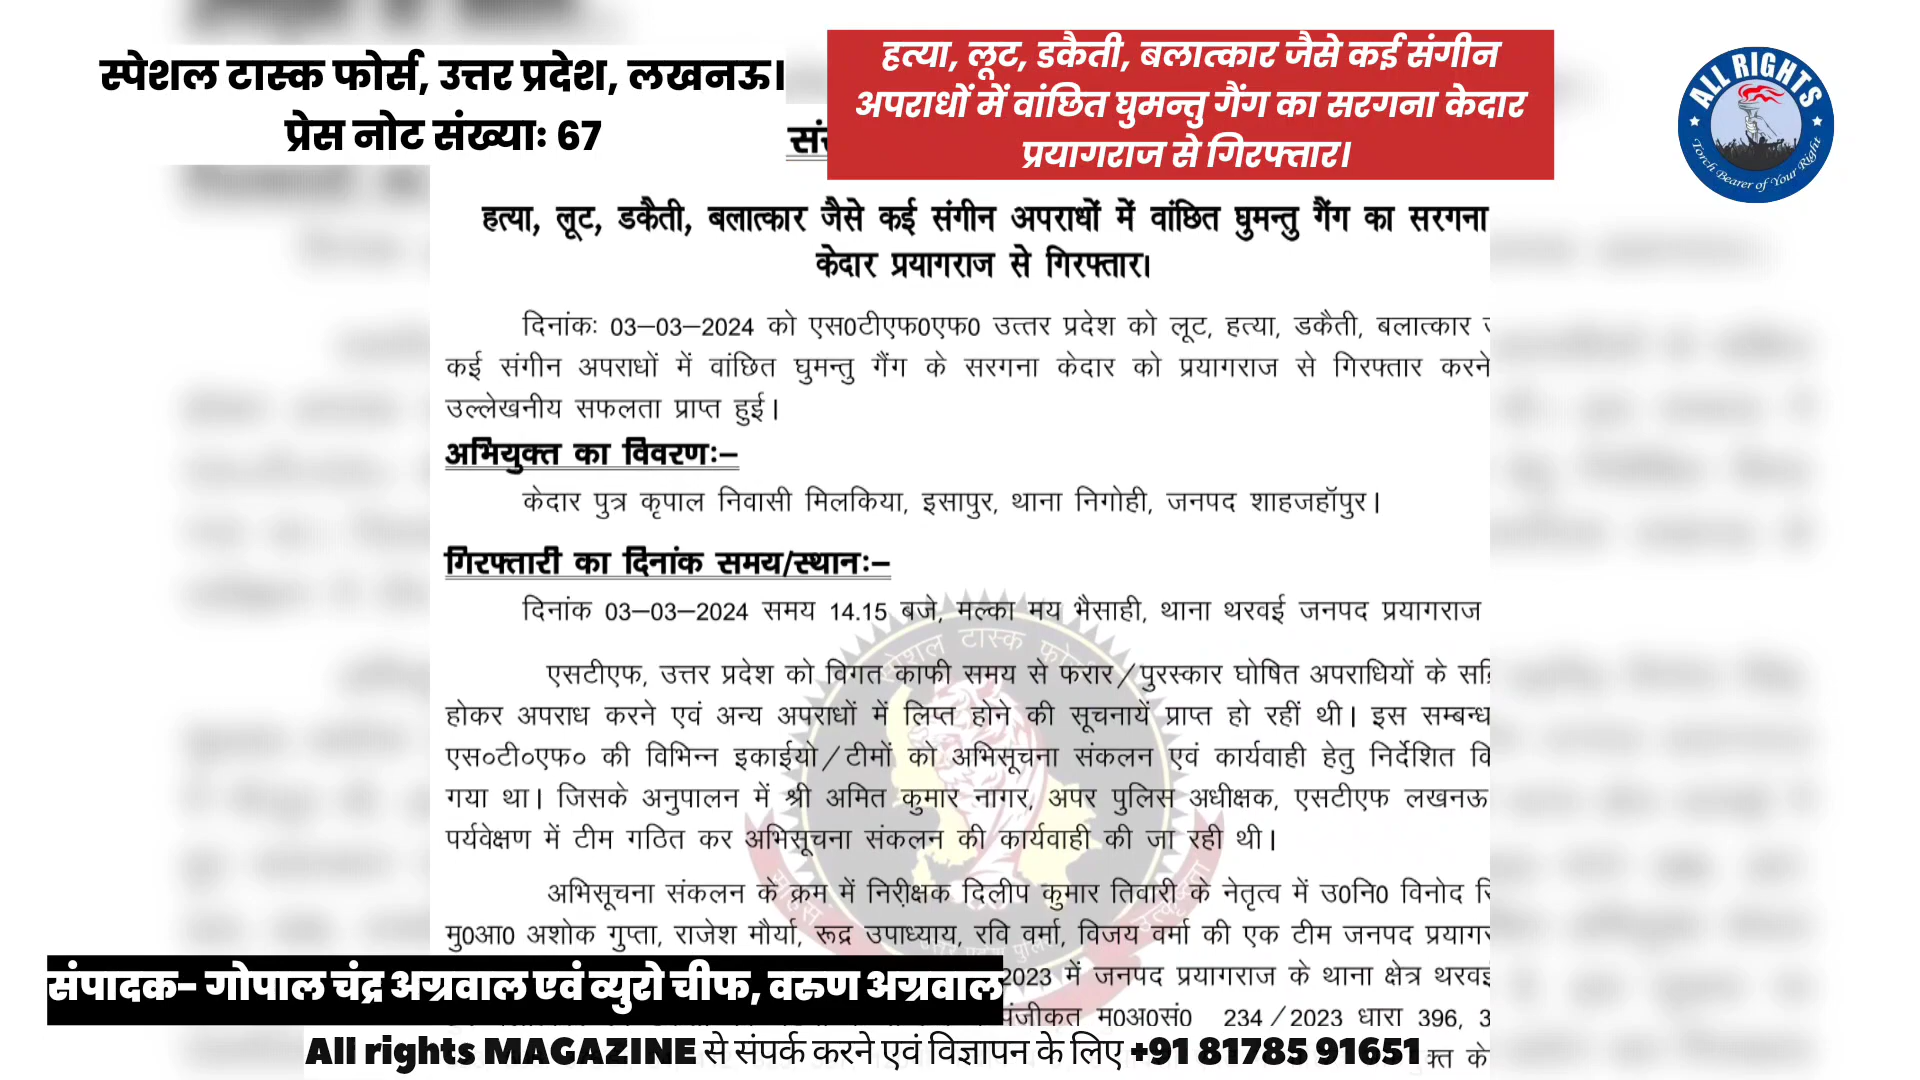 स्पेशल टास्क फोर्स, उत्तर प्रदेश, लखनऊ।
प्रेस नोट संख्याः 67
हत्या, लूट, डकैती, बलात्कार जैसे कई संगीन
अपराधों में वांछित घुमन्तु गैंग का सरगना केदार
प्रयागराज से गिरफ्तार।
ALL RIGHTS
Torch Bearer of Your Right
हत्या, लूट, डकैती, बलात्कार जैसे कई संगीन अपराधों में वांछित घुमन्तु गैंग का सरगना
केदार प्रयागराज से गिरफ्तार।
दिनांकः 03–03–2024 को एस0टीएफ0एफ0 उत्तर प्रदेश को लूट, हत्या, डकैती, बलात्कार
कई संगीन अपराधों में वांछित घुमन्तु गैंग के सरगना केदार को प्रयागराज से गिरफ्तार करने
उल्लेखनीय सफलता प्राप्त हुई।
अभियुक्त का विवरणः–
केदार पुत्र कृपाल निवासी मिलकिया, इसापुर, थाना निगोही, जनपद शाहजहॉपुर।
गिरफ्तारी का दिनांक समय/स्थानः–
दिनांक 03–03–2024 समय 14.15 बजे, मल्का मय भैसाही, थाना थरवई जनपद प्रयागराज
एसटीएफ, उत्तर प्रदेश को विगत काफी समय से फरार/पुरस्कार घोषित अपराधियों के
होकर अपराध करने एवं अन्य अपराधों में लिप्त होने की सूचनायें प्राप्त हो रहीं थी। इस सम्बन्ध
एस०टी०एफ० की विभिन्न इकाईयो/टीमों को अभिसूचना संकलन एवं कार्यवाही हेतु निर्देशित
गया था। जिसके अनुपालन में श्री अमित कुमार नागर, अपर पुलिस अधीक्षक, एसटीएफ लखनऊ
पर्यवेक्षण में टीम गठित कर अभिसूचना संकलन की कार्यवाही की जा रही थी।
अभिसूचना संकलन के क्रम में निरी़क्षक दिलीप कुमार तिवारी के नेतृत्व में उ0नि0 विनोद
मु0आ0 अशोक गुप्ता, राजेश मौर्या, रूद्र उपाध्याय, रवि वर्मा, विजय वर्मा की एक टीम जनपद
2023 में जनपद प्रयागराज के थाना क्षेत्र थरवई
म0अ0सं0 234/2023 धारा 396,
संपादक- गोपाल चंद्र अग्रवाल एवं व्युरो चीफ, वरुण अग्रवाल
All rights MAGAZINE से संपर्क करने एवं विज्ञापन के लिए +91 81785 91651